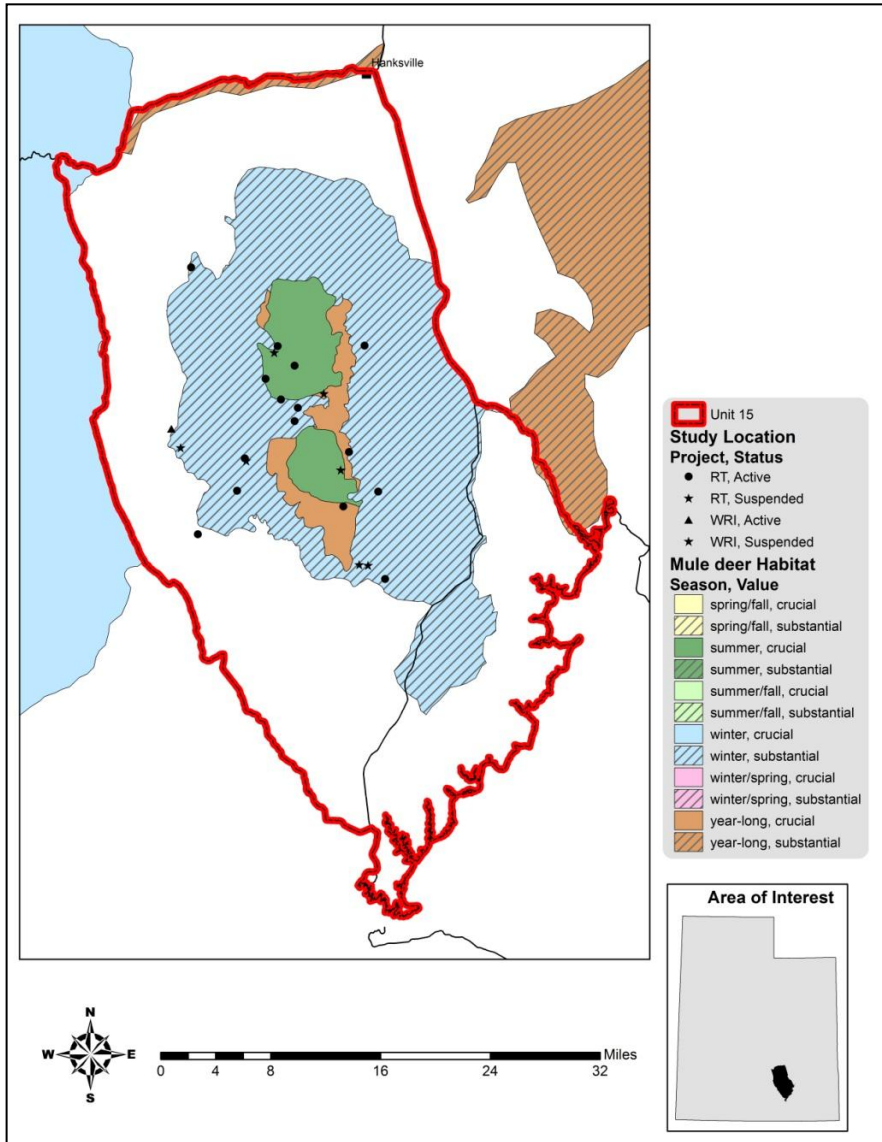 Hanksville
Unit 15
Study Location
Project, Status
RT, Active
RT, Suspended
WRI, Active
WRI, Suspended
Mule deer Habitat
Season, Value
spring/fall, crucial
spring/fall, substantial
summer, crucial
summer, substantial
summer/fall, crucial
summer/fall, substantial
winter, crucial
winter, substantial
winter/spring, crucial
winter/spring, substantial
year-long, crucial
year-long, substantial
Area of Interest
N
W E
S
Miles
0 4 8 16 24 32